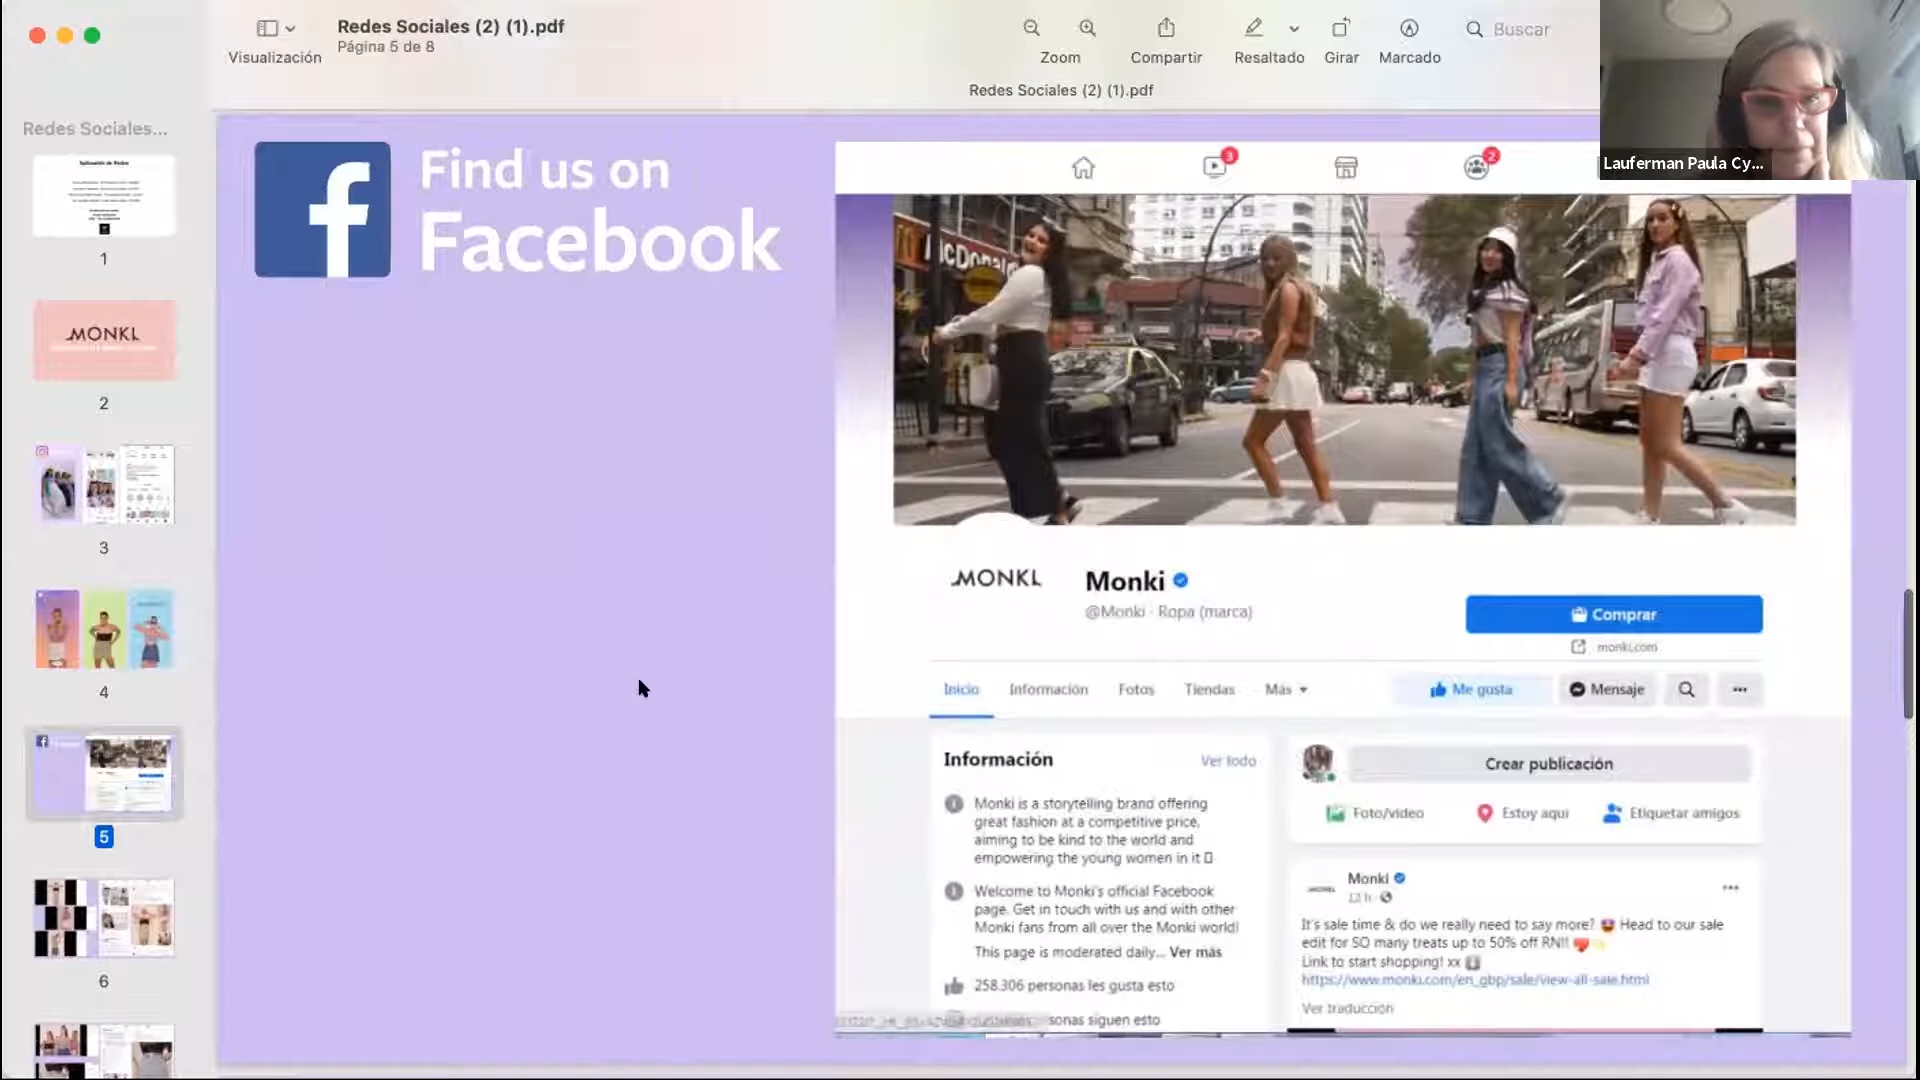 Redes Sociales (2) (1).pdf
Página 5 de 8
Visualización
Zoom
Compartir
Resaltado
Girar
Marcado
Buscar
Redes Sociales (2) (1).pdf
Lauferman Paula Cy...
Redes Sociales...
1
MONKL
2
3
4
5
6
Find us on
Facebook
3
2
McDonald
MONKL
Monki
@Monki · Ropa (marca)
Comprar
monki.com
Inicio
Información
Fotos
Tiendas
Más
Me gusta
Mensaje
Información
Ver todo
Monki is a storytelling brand offering
great fashion at a competitive price,
aiming to be kind to the world and
empowering the young women in it
Welcome to Monki's official Facebook
page. Get in touch with us and with other
Monki fans from all over the Monki world!
This page is moderated daily... Ver más
258.306 personas les gusta esto
sonas siguen esto
Crear publicación
Foto/video
Estoy aquí
Etiquetar amigos
Monki
12 h ·
It's sale time & do we really need to say more? 😍 Head to our sale
edit for SO many treats up to 50% off RN!!
Link to start shopping! xx
https://www.monki.com/en_gbp/sale/view-all-sale.html
Ver traducción